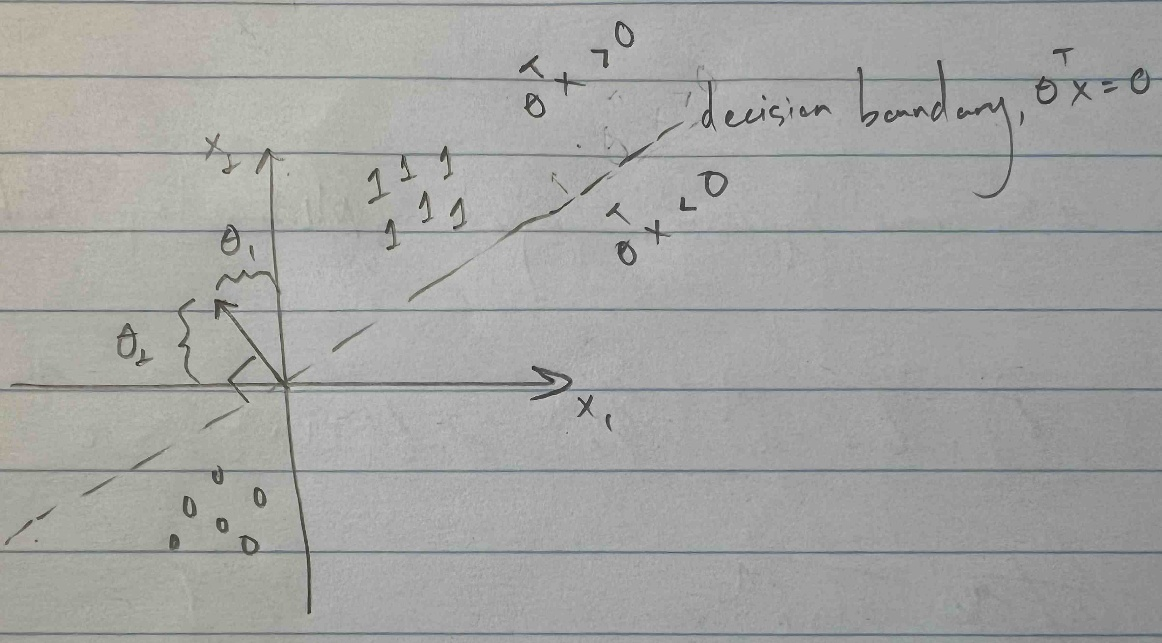 θᵀx > 0
decision boundary, θᵀx = 0
x₂
1 1 1
1 1
1
θᵀx < 0
θ₁
θ₂
x₁
0
0 0
0
0 0